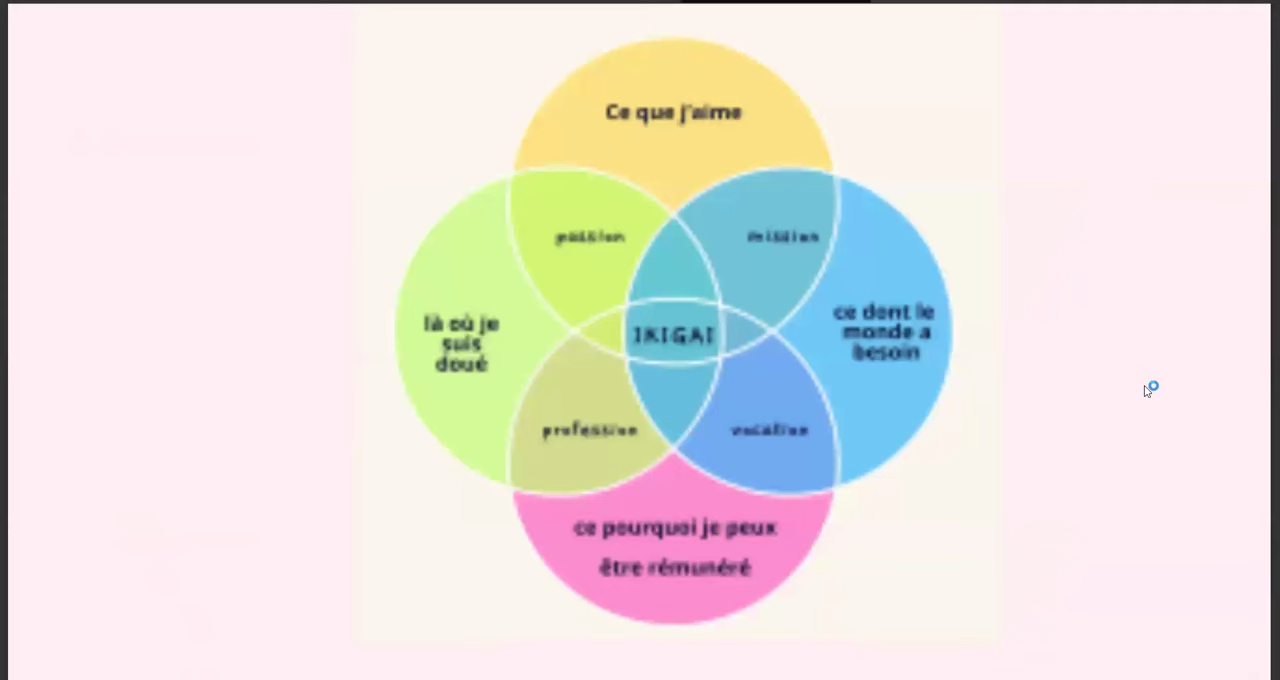 Ce que j'aime
passion
mission
là où je
suis
doué
ce dont le
monde a
besoin
IKIGAI
profession
vocation
ce pourquoi je peux
être rémunéré